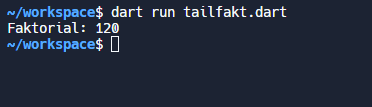 ~/workspace$ dart run tailfakt.dart
Faktorial: 120
~/workspace$